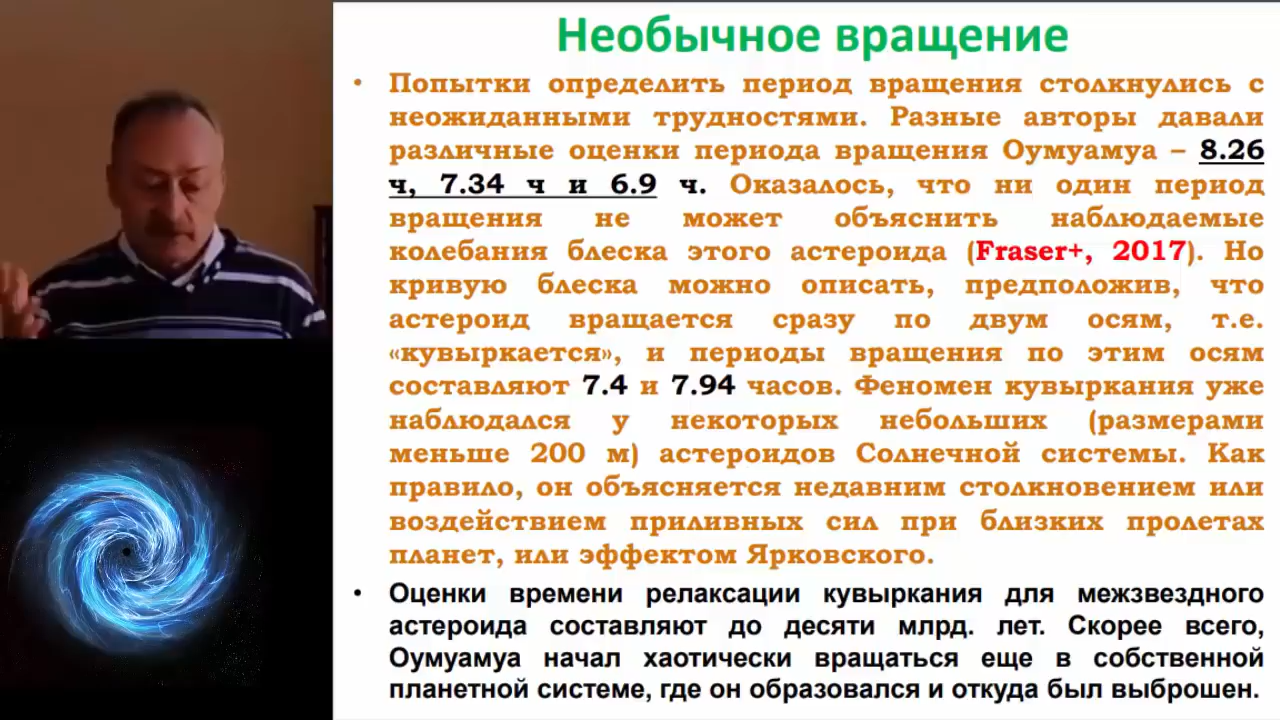 Необычное вращение
• Попытки определить период вращения столкнулись с
неожиданными трудностями. Разные авторы давали
различные оценки периода вращения Оумуамуа – 8.26
ч, 7.34 ч и 6.9 ч. Оказалось, что ни один период
вращения не может объяснить наблюдаемые
колебания блеска этого астероида (Fraser+, 2017). Но
кривую блеска можно описать, предположив, что
астероид вращается сразу по двум осям, т.е.
«кувыркается», и периоды вращения по этим осям
составляют 7.4 и 7.94 часов. Феномен кувыркания уже
наблюдался у некоторых небольших (размерами
меньше 200 м) астероидов Солнечной системы. Как
правило, он объясняется недавним столкновением или
воздействием приливных сил при близких пролетах
планет, или эффектом Ярковского.
• Оценки времени релаксации кувыркания для межзвездного
астероида составляют до десяти млрд. лет. Скорее всего,
Оумуамуа начал хаотически вращаться еще в собственной
планетной системе, где он образовался и откуда был выброшен.